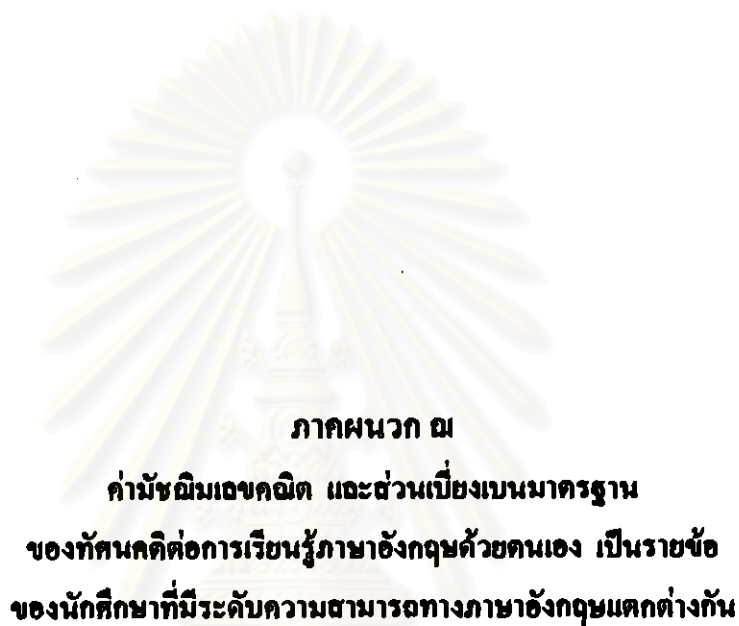 ภาคผนวก ฌ
ค่ามัชฌิมเลขคณิต และส่วนเบี่ยงเบนมาตรฐาน
ของทัศนคติต่อการเรียนรู้ภาษาอังกฤษด้วยตนเอง เป็นรายข้อ
ของนักศึกษาที่มีระดับความสามารถทางภาษาอังกฤษแตกต่างกัน